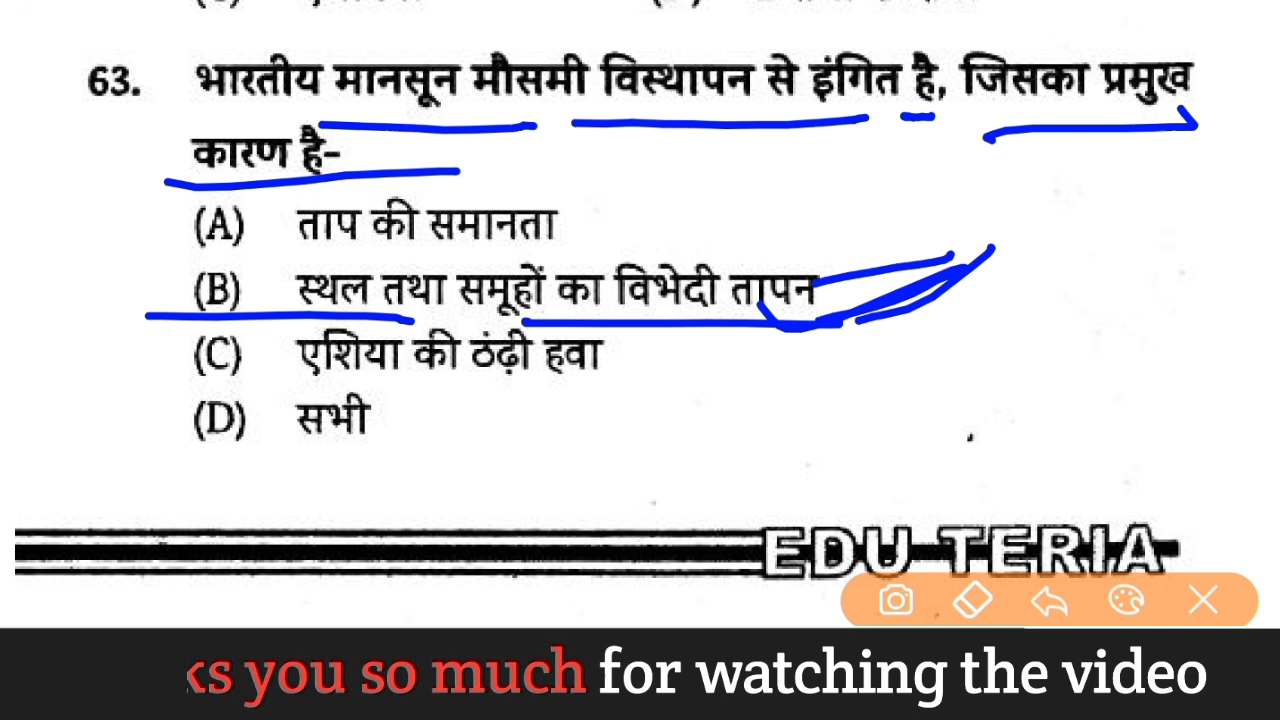 63. भारतीय मानसून मौसमी विस्थापन से इंगित है, जिसका प्रमुख
कारण है-
(A) ताप की समानता
(B) स्थल तथा समूहों का विभेदी तापन
(C) एशिया की ठंढ़ी हवा
(D) सभी
EDU TERIA
ks you so much for watching the video